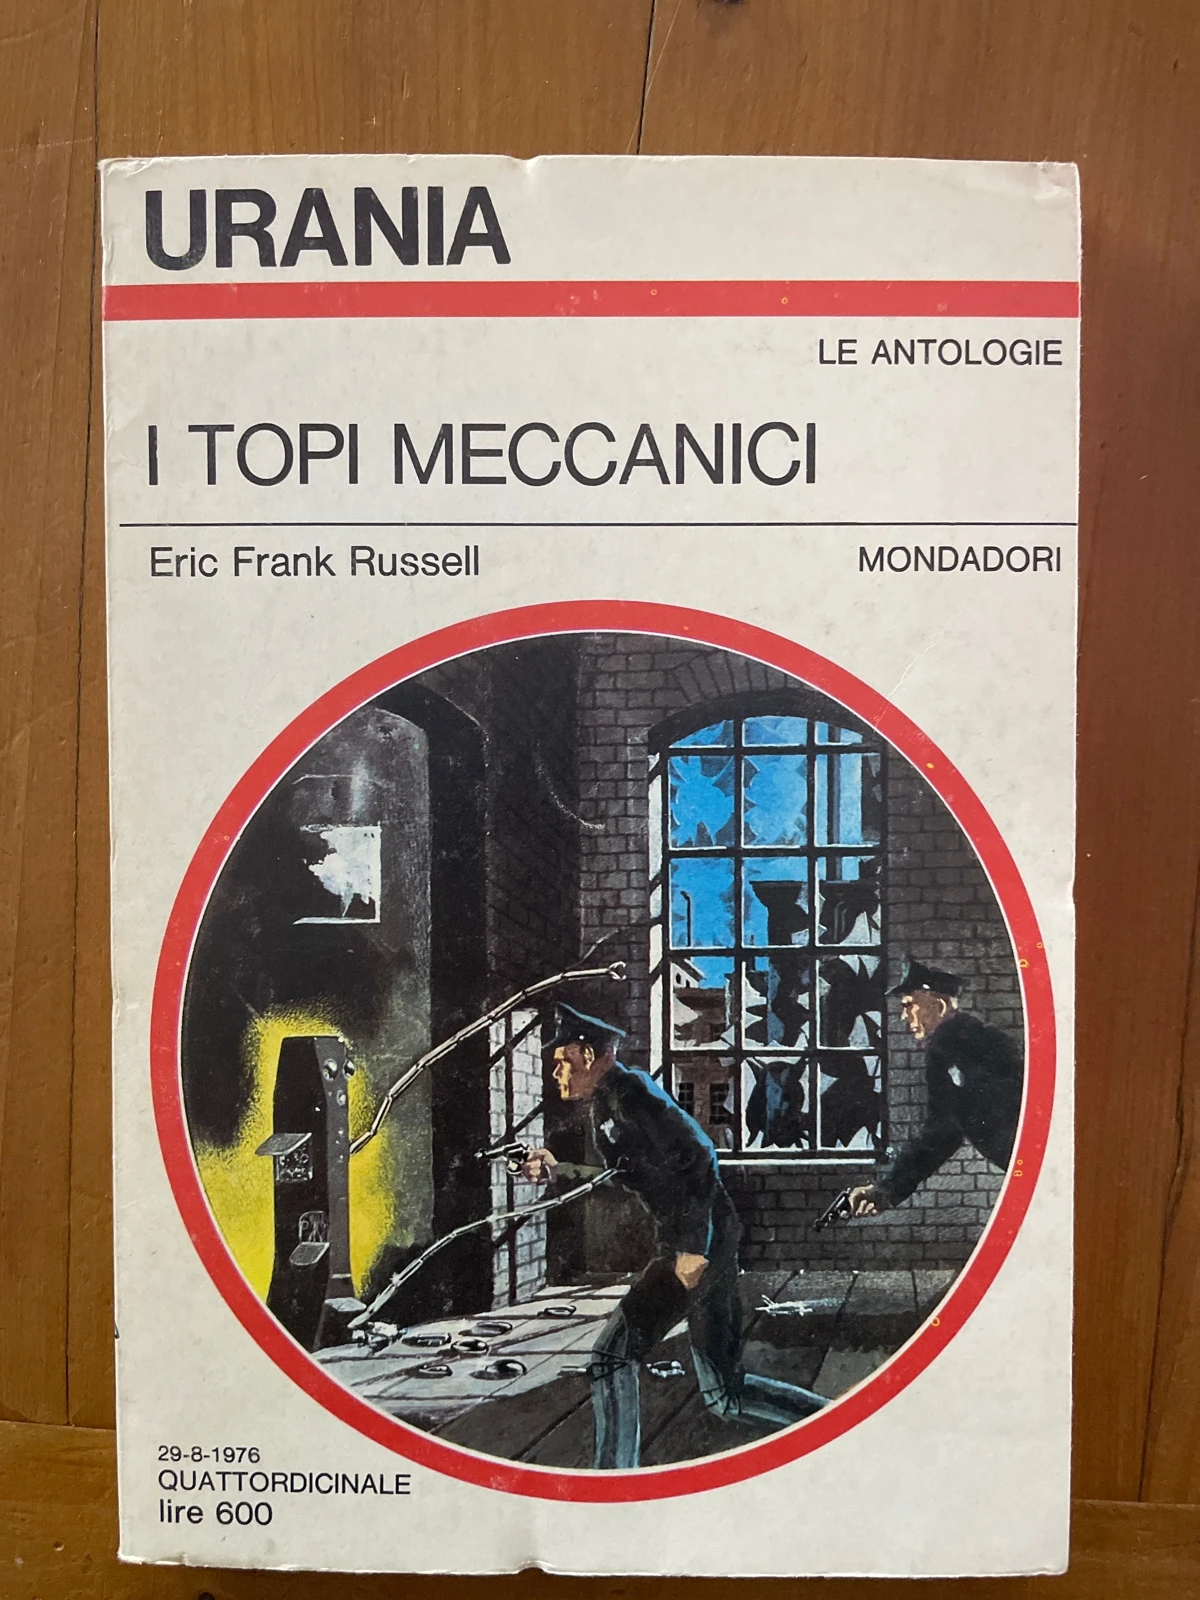 URANIA
LE ANTOLOGIE
I TOPI MECCANICI
Eric Frank Russell
MONDADORI
29-8-1976
QUATTORDICINALE
lire 600